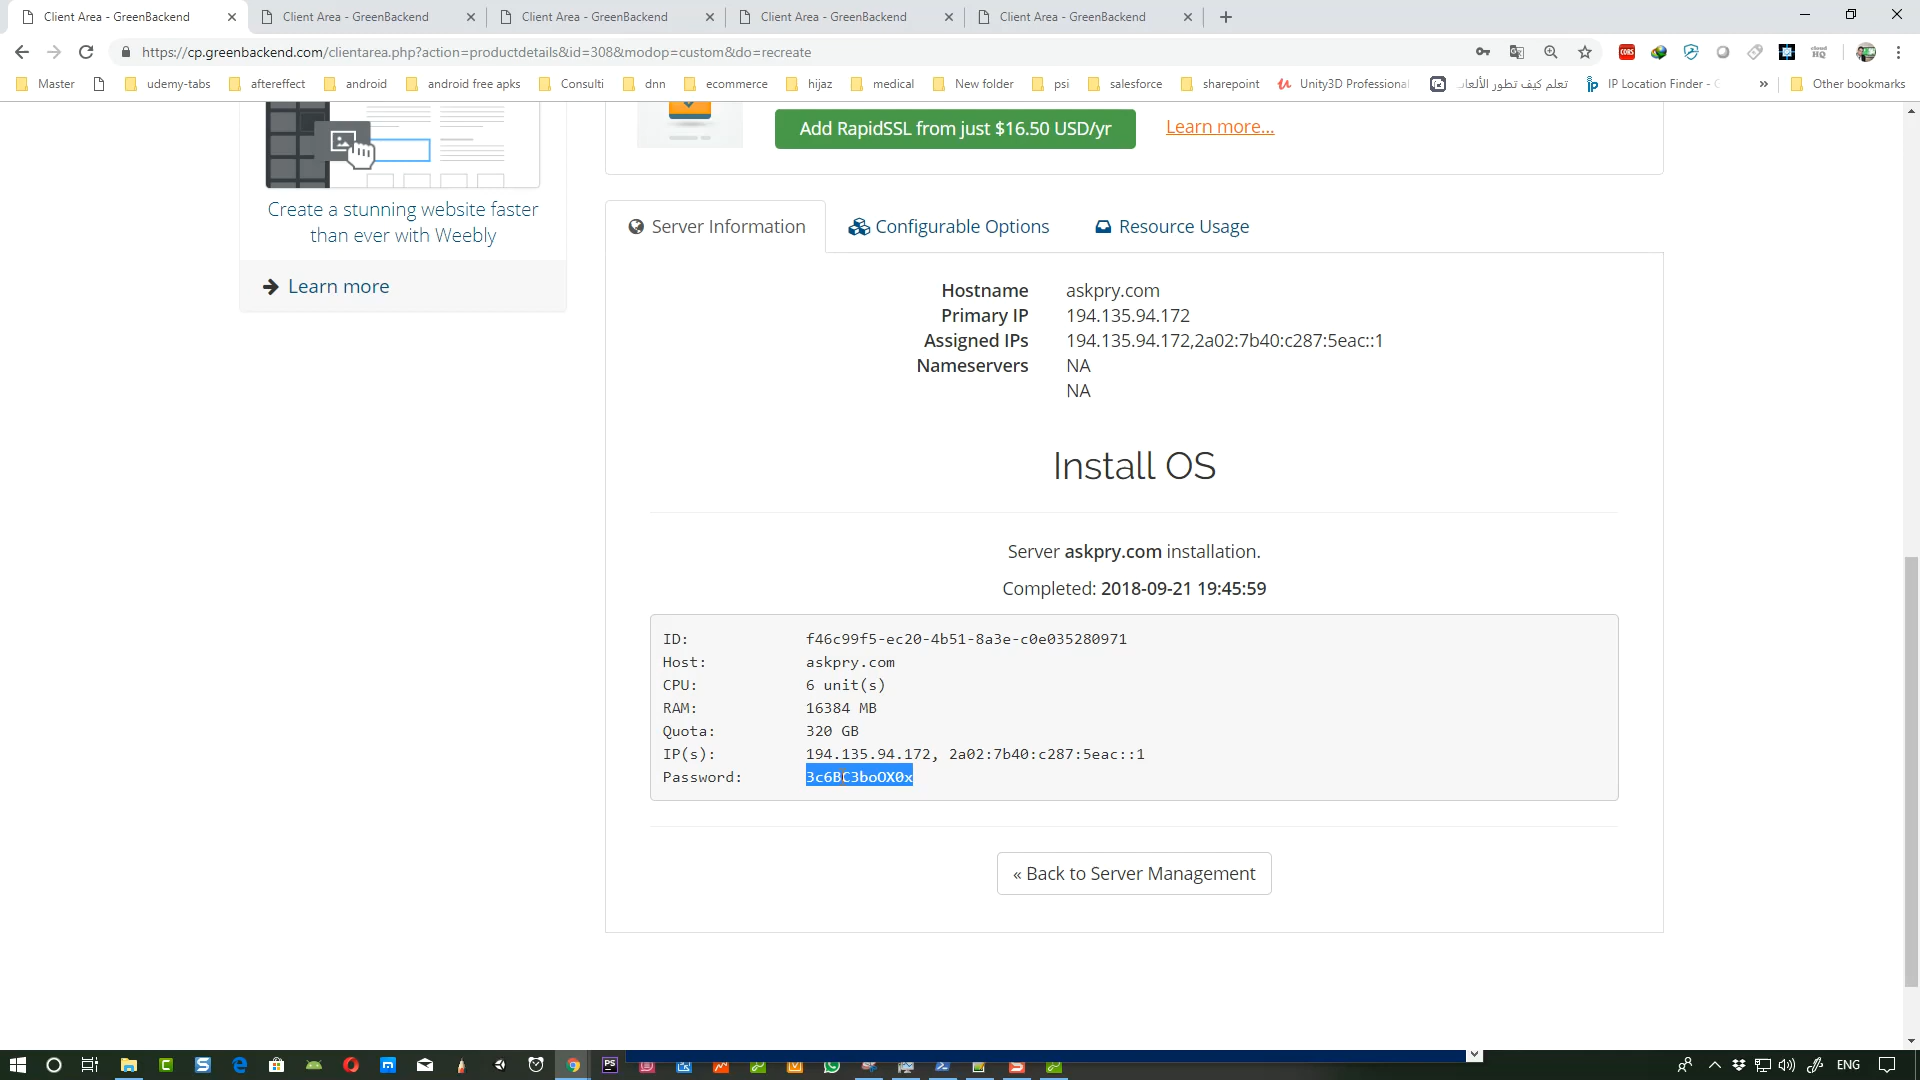 Client Area - GreenBackend
Client Area - GreenBackend
Client Area - GreenBackend
Client Area - GreenBackend
Client Area - GreenBackend
https://cp.greenbackend.com/clientarea.php?action=productdetails&id=308&modop=custom&do=recreate
Master
udemy-tabs
aftereffect
android
android free apks
Consulti
dnn
ecommerce
hijaz
medical
New folder
psi
salesforce
sharepoint
Unity3D Professional
تعلم كيف تطور الألعاب
IP Location Finder -
»
Other bookmarks
Add RapidSSL from just $16.50 USD/yr
Learn more...
Create a stunning website faster
than ever with Weebly
Learn more
Server Information
Configurable Options
Resource Usage
Hostname askpry.com
Primary IP 194.135.94.172
Assigned IPs 194.135.94.172,2a02:7b40:c287:5eac::1
Nameservers NA
NA
Install OS
Server askpry.com installation.
Completed: 2018-09-21 19:45:59
ID: f46c99f5-ec20-4b51-8a3e-c0e035280971
Host: askpry.com
CPU: 6 unit(s)
RAM: 16384 MB
Quota: 320 GB
IP(s): 194.135.94.172, 2a02:7b40:c287:5eac::1
Password: 3c6BC3boOX0x
« Back to Server Management
ENG